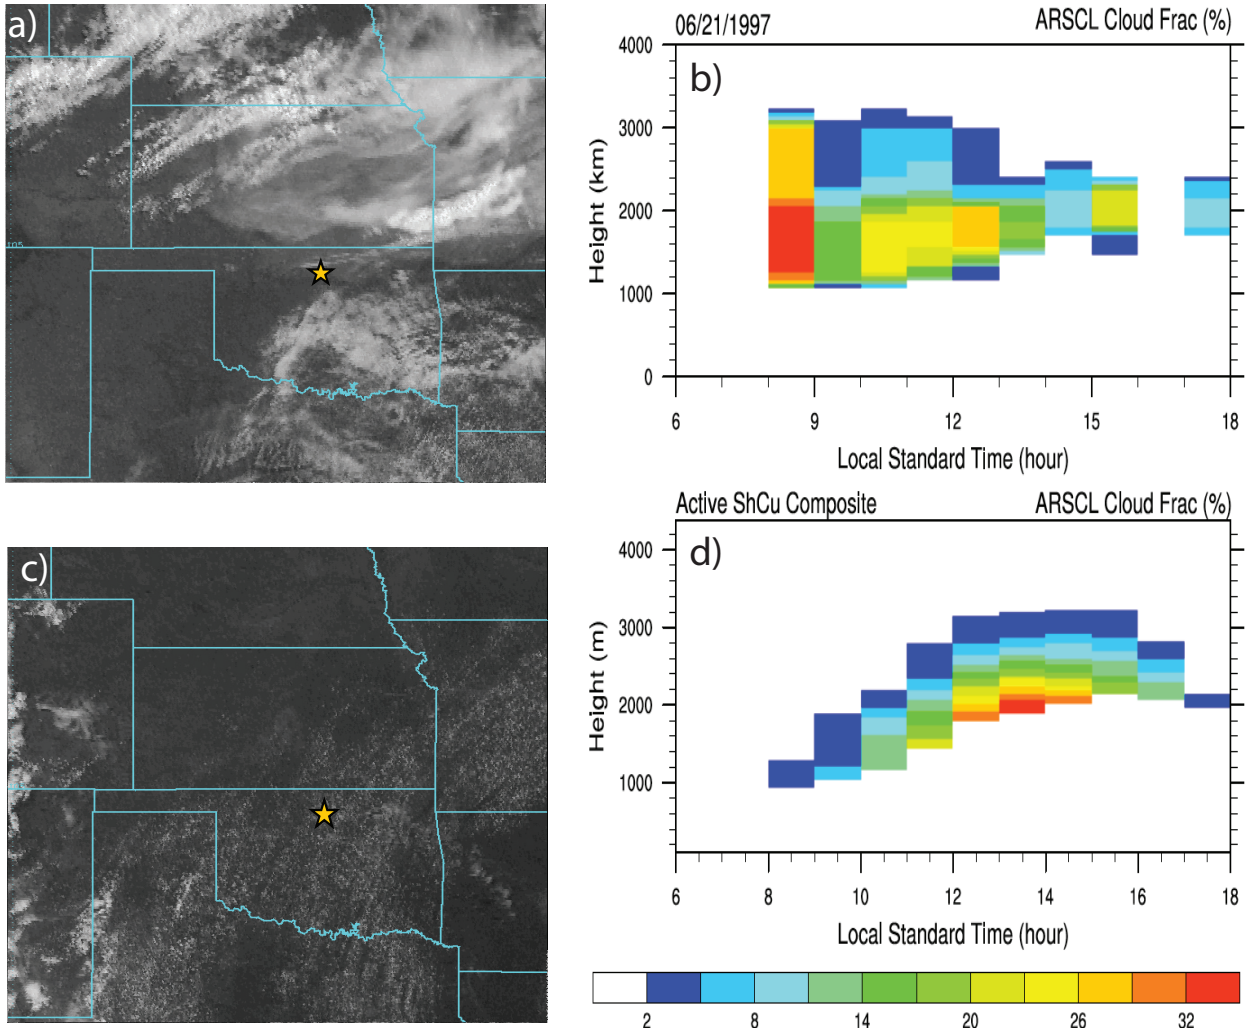 a)
105
06/21/1997 ARSCL Cloud Frac (%)
b)
4000
3000
2000
1000
0
Height (km)
6 9 12 15 18
Local Standard Time (hour)
c)
Active ShCu Composite ARSCL Cloud Frac (%)
d)
4000
3000
2000
1000
Height (m)
6 8 10 12 14 16 18
Local Standard Time (hour)
2 8 14 20 26 32